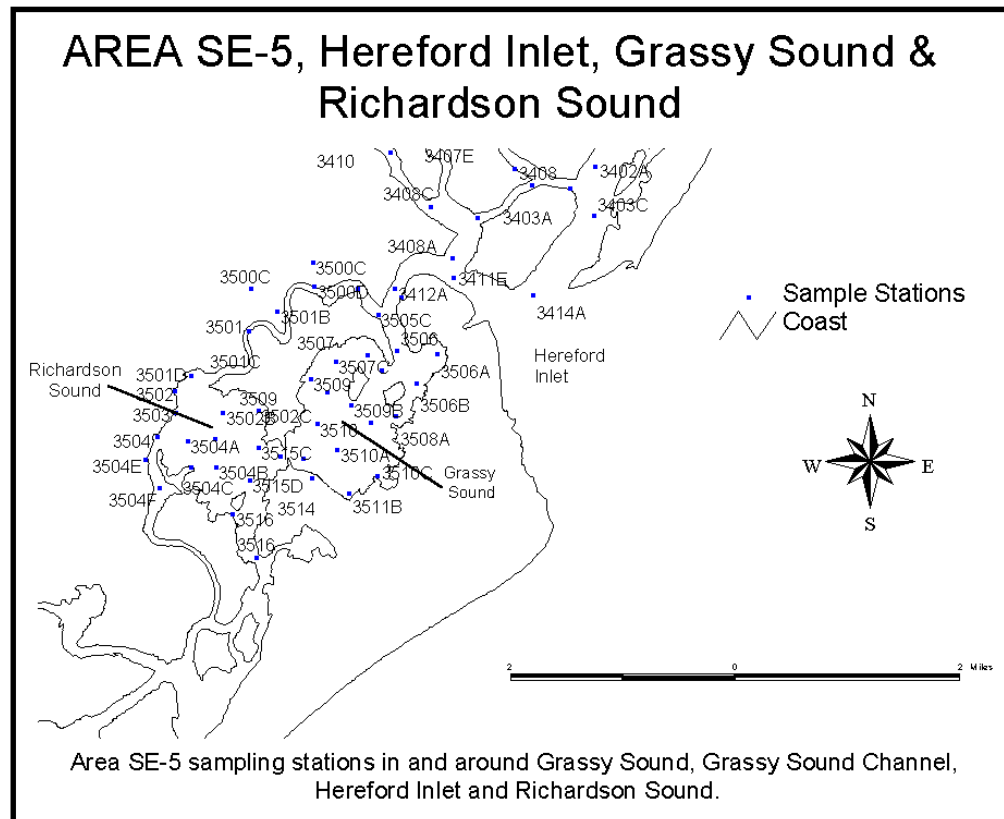 AREA SE-5, Hereford Inlet, Grassy Sound &
Richardson Sound
3410
3407E
3408
3402A
3408C
3403A
3403C
3408A
3500C
3500C
3411E
3500D
3412A
3414A
Sample Stations
Coast
3501B
3505C
3501
3507
3506
Hereford
Inlet
3501C
3507C
3506A
Richardson
Sound
3501D
3502
3509
3509
3506B
3503
3502B
3502C
3509B
3510
3508A
3504
3504A
3515C
3510A
3504E
3504B
3510C
Grassy
Sound
3504C
3515D
3504F
3514
3511B
3516
3516
N
W
E
S
2
0
2
Miles
Area SE-5 sampling stations in and around Grassy Sound, Grassy Sound Channel,
Hereford Inlet and Richardson Sound.